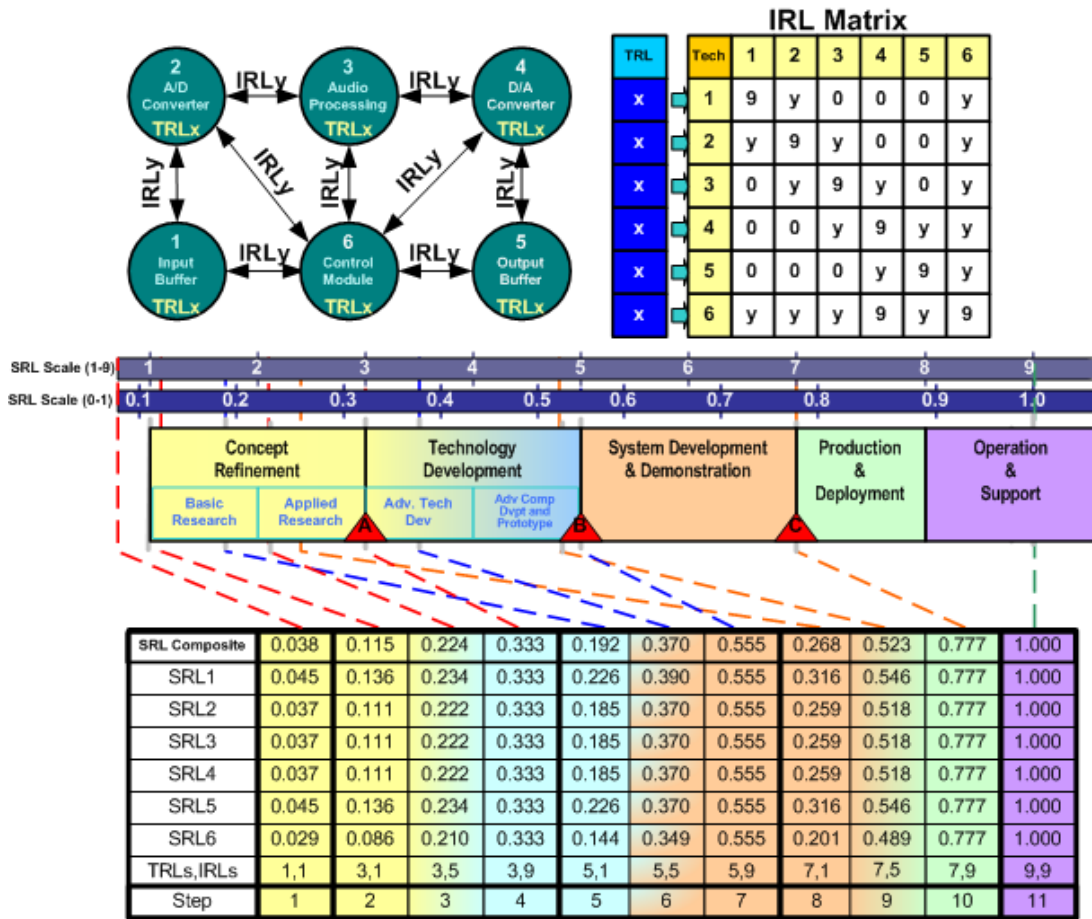 IRL Matrix
2
A/D
Converter
TRLx
IRLy
3
Audio
Processing
TRLx
IRLy
4
D/A
Converter
TRLx
IRLy
IRLy
IRLy
IRLy
IRLy
1
Input
Buffer
TRLx
IRLy
6
Control
Module
TRLx
IRLy
5
Output
Buffer
TRLx
TRL Tech 1 2 3 4 5 6
x 1 9 y 0 0 0 y
x 2 y 9 y 0 0 y
x 3 0 y 9 y 0 y
x 4 0 0 y 9 y y
x 5 0 0 0 y 9 y
x 6 y y y 9 y 9
SRL Scale (1-9) 1 2 3 4 5 6 7 8 9
SRL Scale (0-1) 0.1 0.2 0.3 0.4 0.5 0.6 0.7 0.8 0.9 1.0
Concept
Refinement
Technology
Development
System Development
& Demonstration
Production
&
Deployment
Operation
&
Support
Basic
Research
Applied
Research
Adv. Tech
Dev
Adv Comp
Dvpt and
Prototype
A B C
SRL Composite 0.038 0.115 0.224 0.333 0.192 0.370 0.555 0.268 0.523 0.777 1.000
SRL1 0.045 0.136 0.234 0.333 0.226 0.390 0.555 0.316 0.546 0.777 1.000
SRL2 0.037 0.111 0.222 0.333 0.185 0.370 0.555 0.259 0.518 0.777 1.000
SRL3 0.037 0.111 0.222 0.333 0.185 0.370 0.555 0.259 0.518 0.777 1.000
SRL4 0.037 0.111 0.222 0.333 0.185 0.370 0.555 0.259 0.518 0.777 1.000
SRL5 0.045 0.136 0.234 0.333 0.226 0.370 0.555 0.316 0.546 0.777 1.000
SRL6 0.029 0.086 0.210 0.333 0.144 0.349 0.555 0.201 0.489 0.777 1.000
TRLs,IRLs 1,1 3,1 3,5 3,9 5,1 5,5 5,9 7,1 7,5 7,9 9,9
Step 1 2 3 4 5 6 7 8 9 10 11